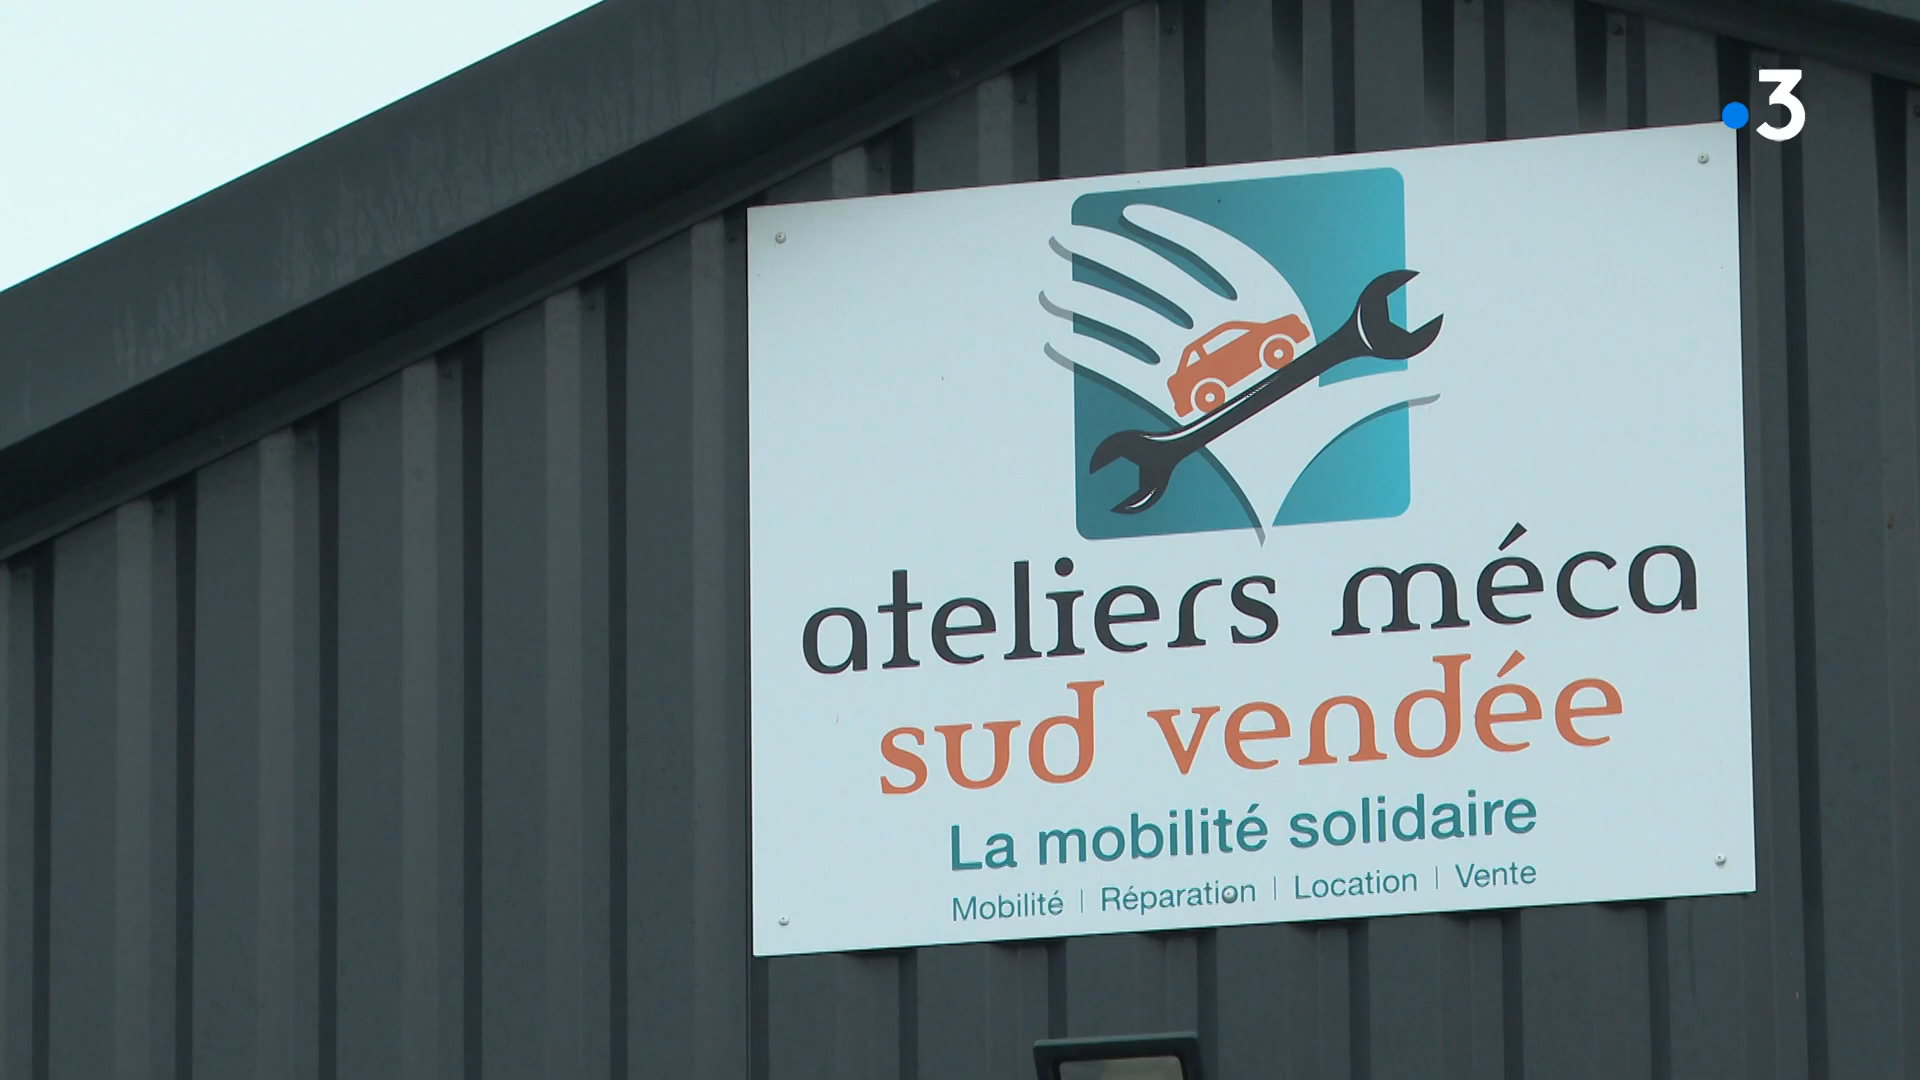 3
ateliers méca
sud vendée
La mobilité solidaire
Mobilité | Réparation | Location | Vente